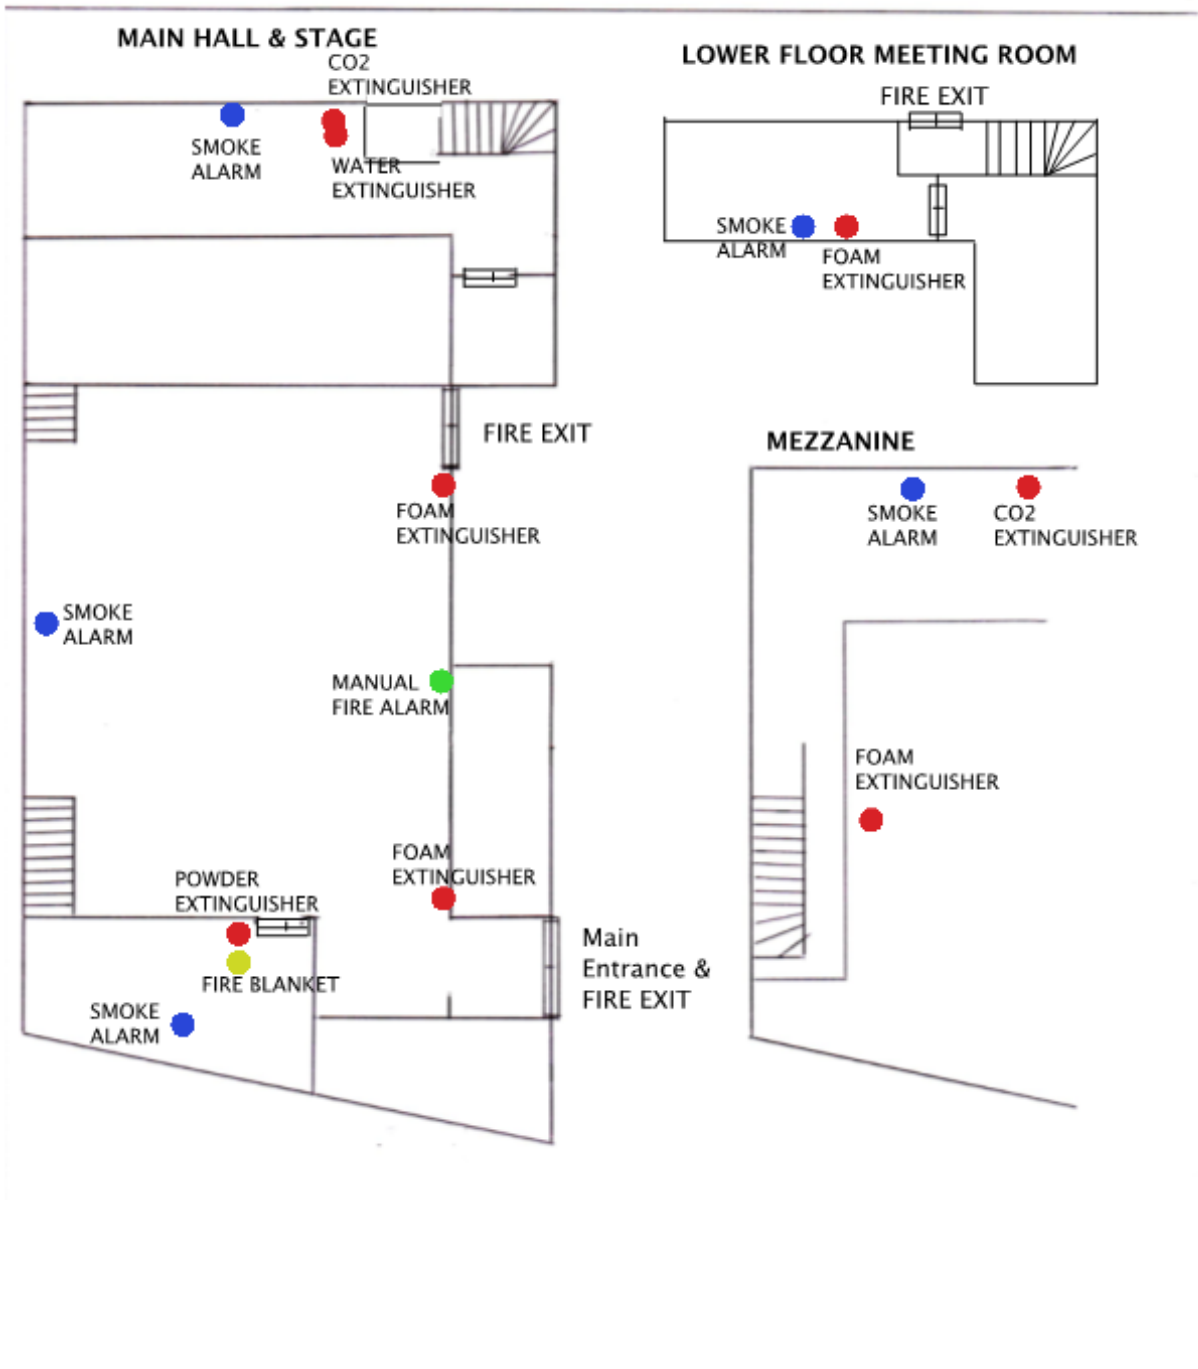 MAIN HALL & STAGE
CO2
EXTINGUISHER
SMOKE
ALARM
WATER
EXTINGUISHER
FIRE EXIT
FOAM
EXTINGUISHER
SMOKE
ALARM
MANUAL
FIRE ALARM
FOAM
EXTINGUISHER
POWDER
EXTINGUISHER
FIRE BLANKET
SMOKE
ALARM
Main
Entrance &
FIRE EXIT
LOWER FLOOR MEETING ROOM
FIRE EXIT
SMOKE
ALARM
FOAM
EXTINGUISHER
MEZZANINE
SMOKE
ALARM
CO2
EXTINGUISHER
FOAM
EXTINGUISHER